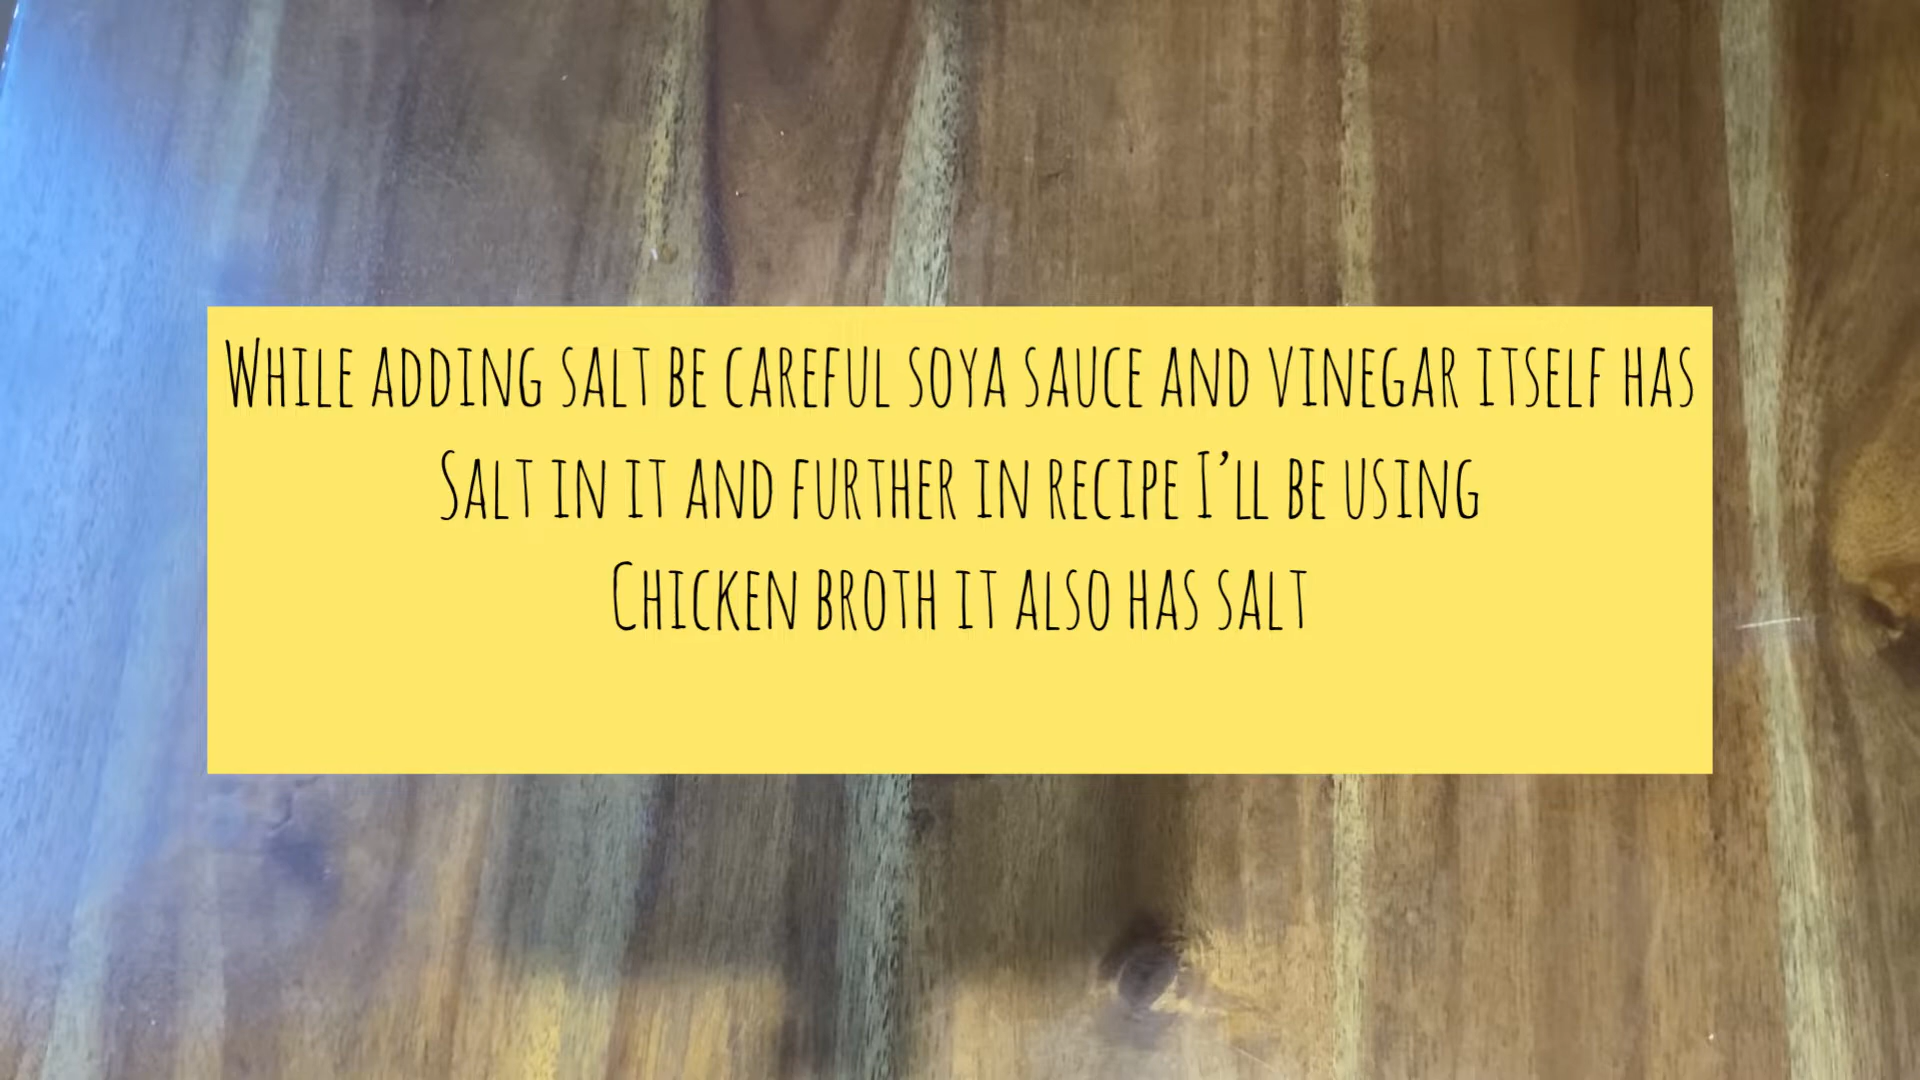 While adding salt be careful soya sauce and vinegar itself has
Salt in it and further in recipe I'll be using
Chicken broth it also has salt